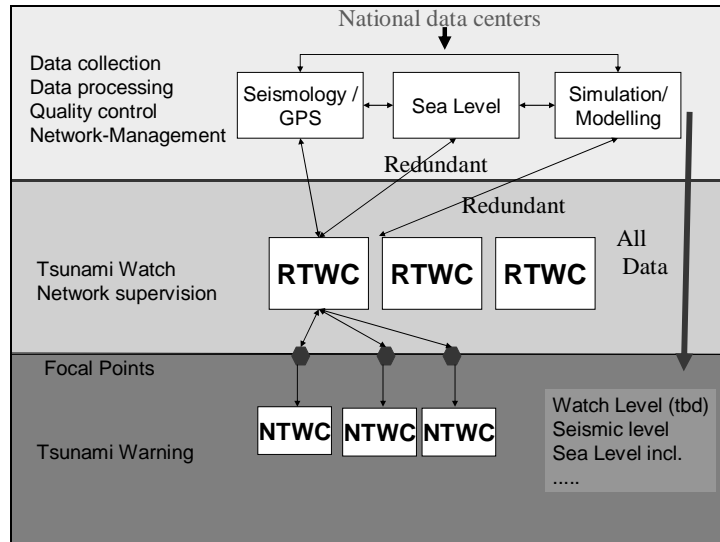 National data centers
Data collection
Data processing
Quality control
Network-Management
Seismology /
GPS
Sea Level
Simulation/
Modelling
Redundant
Redundant
All
Data
Tsunami Watch
Network supervision
RTWC
RTWC
RTWC
Focal Points
Tsunami Warning
NTWC
NTWC
NTWC
Watch Level (tbd)
Seismic level
Sea Level incl.
.....